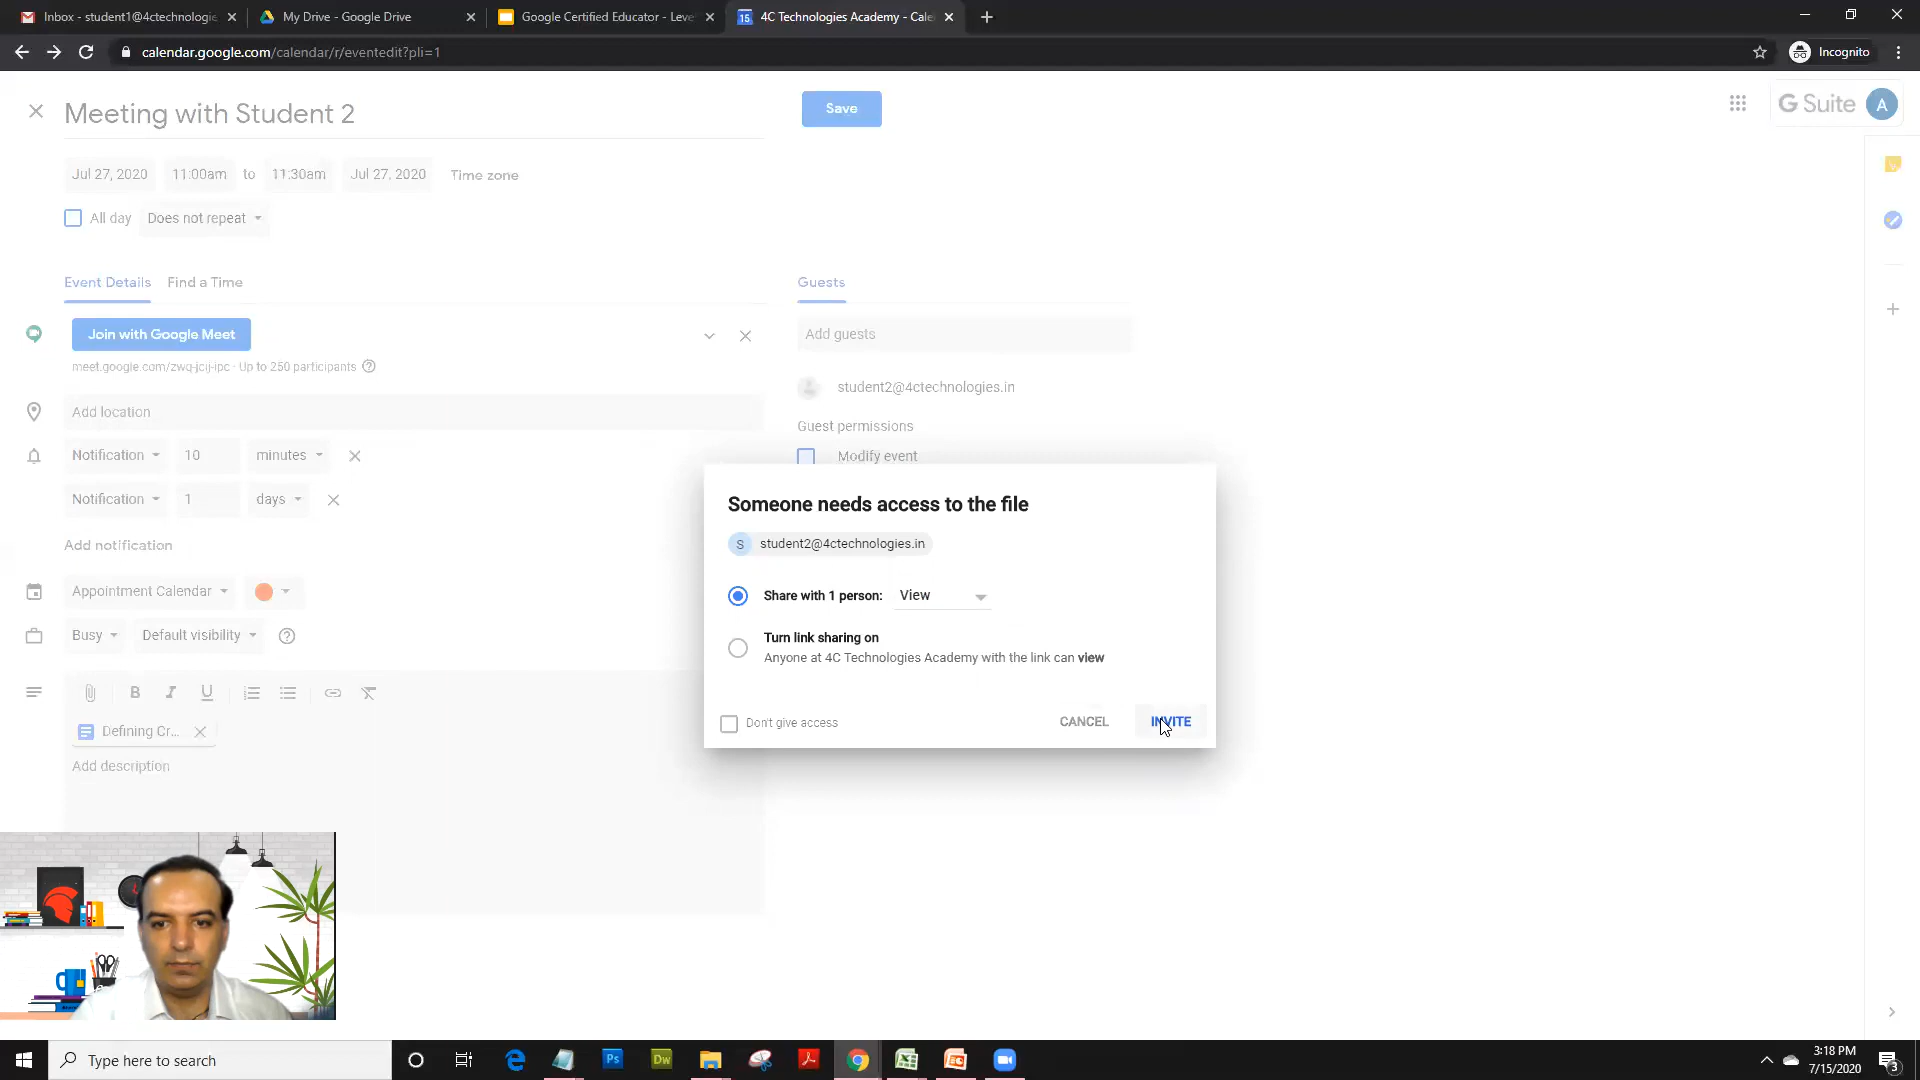 Inbox - student1@4ctechnologie
My Drive - Google Drive
Google Certified Educator - Leve
15
4C Technologies Academy - Cale
calendar.google.com/calendar/r/eventedit?pli=1
Incognito
Meeting with Student 2
Save
G Suite
A
Jul 27, 2020 11:00am to 11:30am Jul 27, 2020 Time zone
All day Does not repeat
Event Details Find a Time
Guests
Join with Google Meet
Add guests
meet.google.com/zwq-jcij-ipc · Up to 250 participants
student2@4ctechnologies.in
Add location
Guest permissions
Notification 10 minutes
Modify event
Notification 1 days
Someone needs access to the file
S student2@4ctechnologies.in
Add notification
Appointment Calendar
Share with 1 person: View
Busy Default visibility
Turn link sharing on
Anyone at 4C Technologies Academy with the link can view
B I U
Don't give access
CANCEL
INVITE
Defining Cr...
Add description
Type here to search
Ps
Dw
3:18 PM
7/15/2020
3